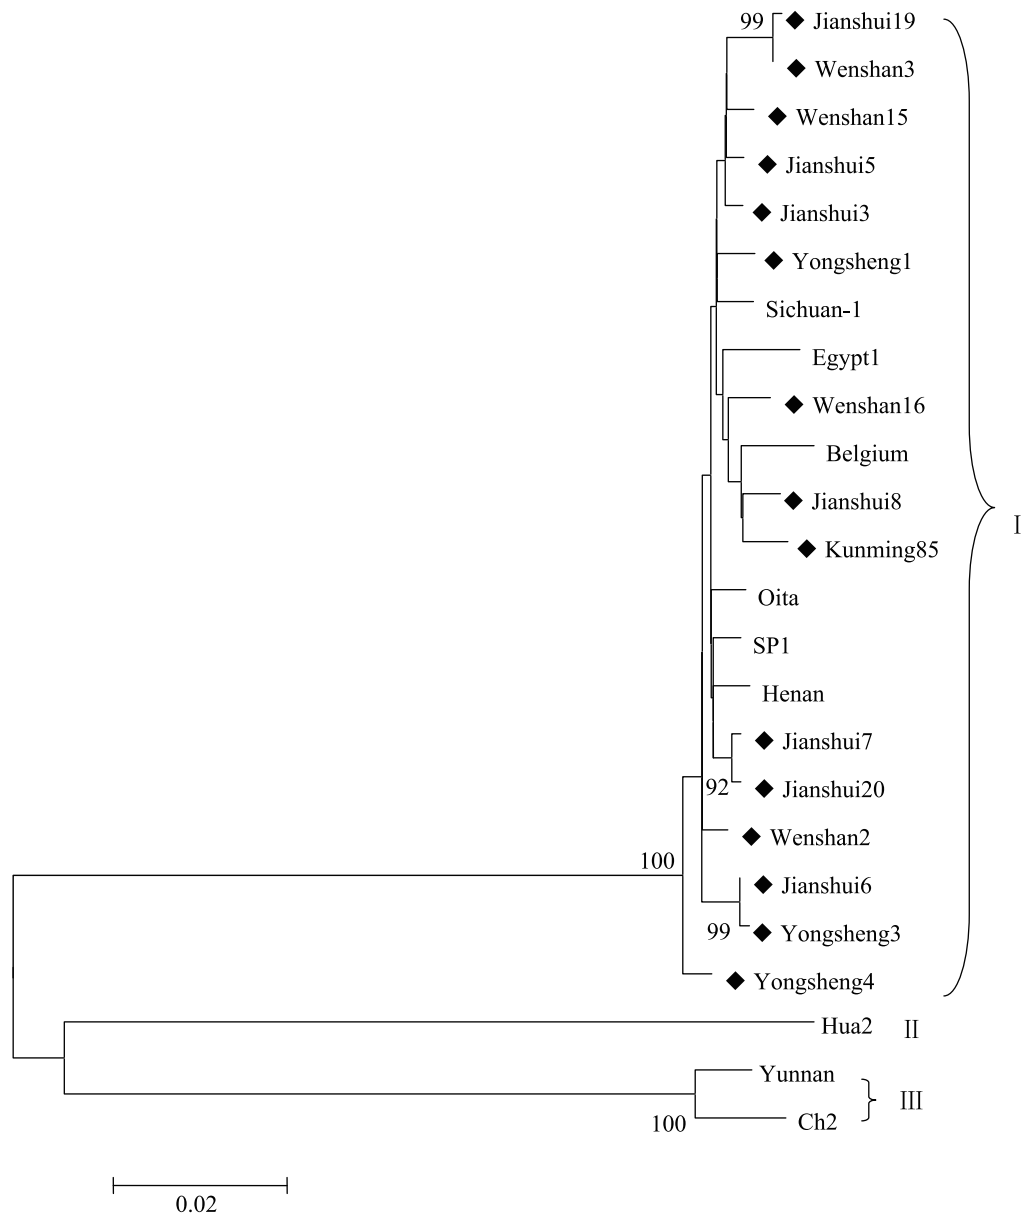 99
Jianshui19
Wenshan3
Wenshan15
Jianshui5
Jianshui3
Yongsheng1
Sichuan-1
Egypt1
Wenshan16
Belgium
Jianshui8
Ⅰ
Kunming85
Oita
SP1
Henan
Jianshui7
92
Jianshui20
Wenshan2
100
Jianshui6
99
Yongsheng3
Yongsheng4
Hua2 Ⅱ
Yunnan
Ⅲ
100
Ch2
0.02